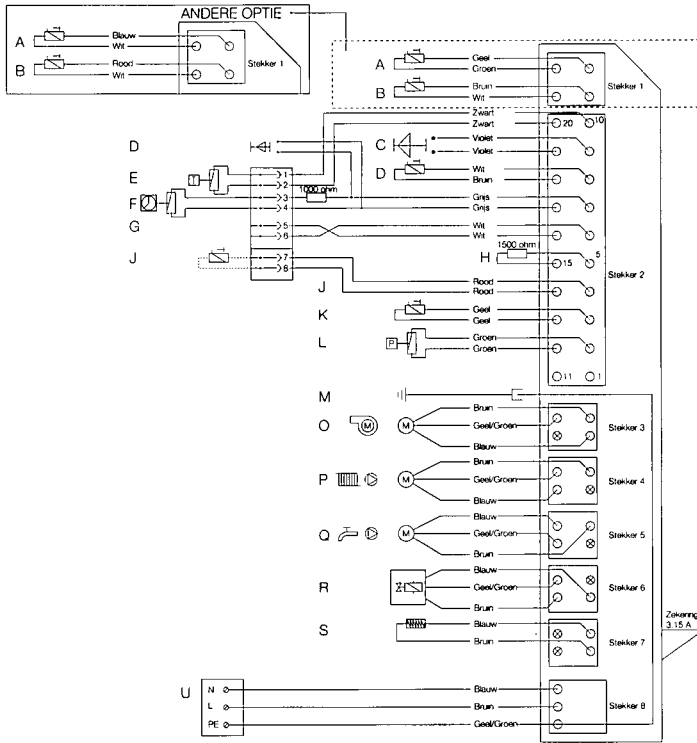 ANDERE OPTIE
A
Blauw
Wit
B
Rood
Wit
Stekker 1
A
Geel
Groen
B
Bruin
Wit
Stekker 1
Zwart
Zwart
20
10
D
C
Violet
Violet
E
T
1
2
D
Wit
Bruin
F
1000 ohm
3
4
Grijs
Grijs
G
5
6
Wit
Wit
H
1500 ohm
15
5
Stekker 2
J
7
8
J
Rood
Rood
K
Geel
Geel
L
P
Groen
Groen
11
1
M
O
M
M
Bruin
Geel/Groen
Blauw
Stekker 3
P
M
Bruin
Geel/Groen
Blauw
Stekker 4
Q
M
Blauw
Geel/Groen
Bruin
Stekker 5
R
Blauw
Geel/Groen
Bruin
Stekker 6
S
Blauw
Bruin
Stekker 7
Zekering
3.15 A
U
N
Blauw
L
Bruin
PE
Geel/Groen
Stekker 8